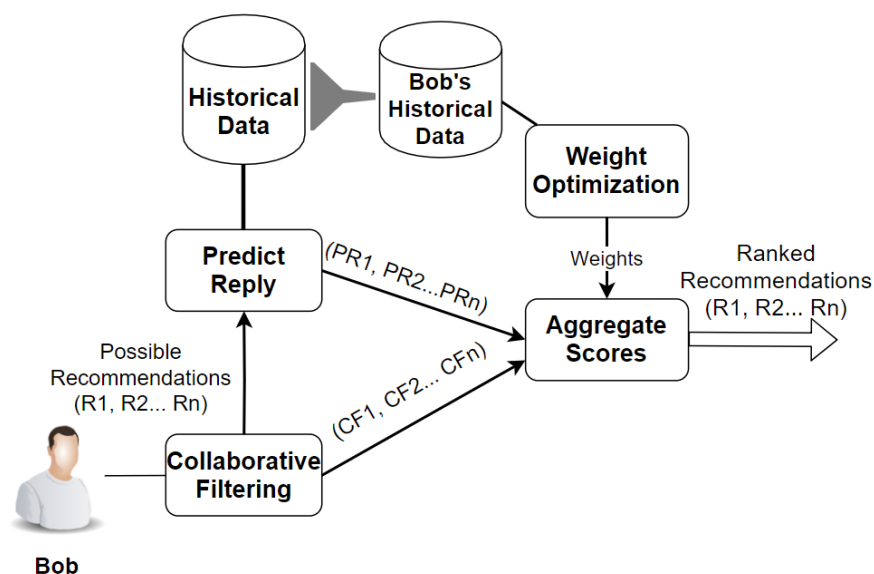 Historical
Data
Bob's
Historical
Data
Weight
Optimization
Predict
Reply
(PR1, PR2...PRn)
Weights
Ranked
Recommendations
(R1, R2... Rn)
Aggregate
Scores
Possible
Recommendations
(R1, R2... Rn)
(CF1, CF2... CFn)
Collaborative
Filtering
Bob